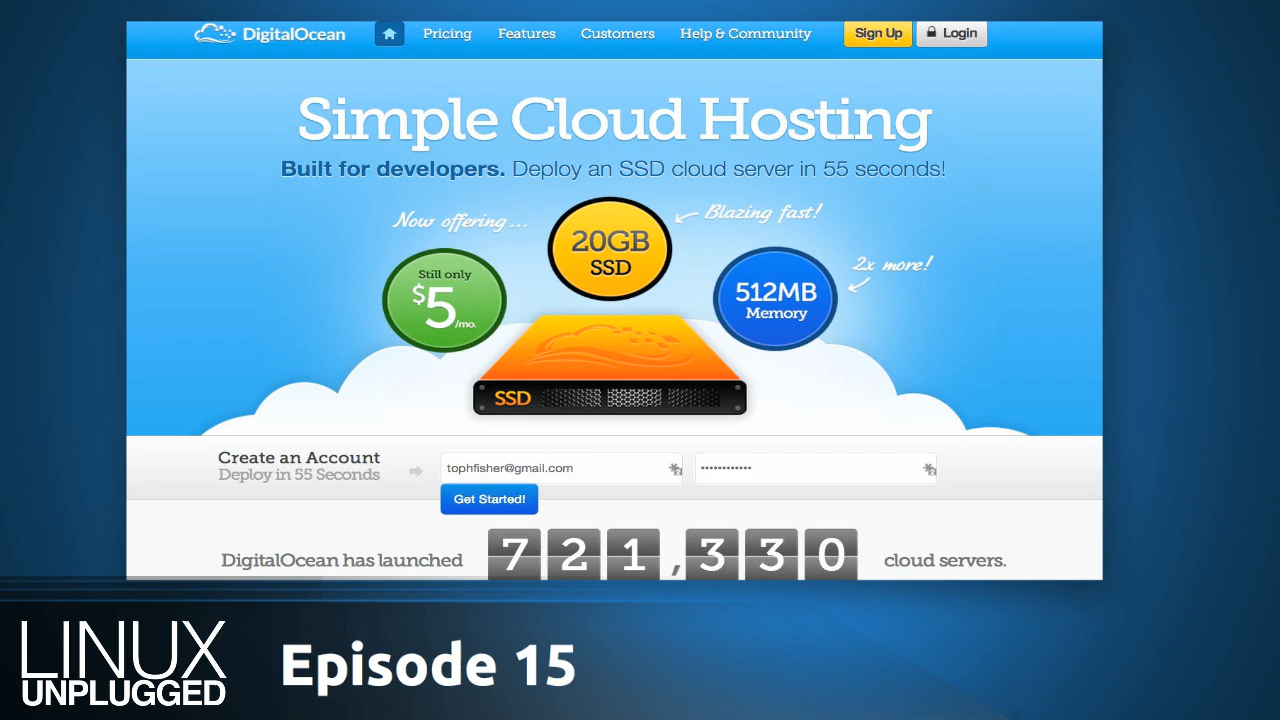 DigitalOcean Pricing Features Customers Help & Community Sign Up Login
Simple Cloud Hosting
Built for developers. Deploy an SSD cloud server in 55 seconds!
Now offering...
Blazing fast!
20GB
SSD
2x more!
Still only
$5/mo.
512MB
Memory
SSD
Create an Account
Deploy in 55 Seconds
tophfisher@gmail.com
••••••••••••
Get Started!
DigitalOcean has launched 721,330 cloud servers.
LINUX
UNPLUGGED
Episode 15